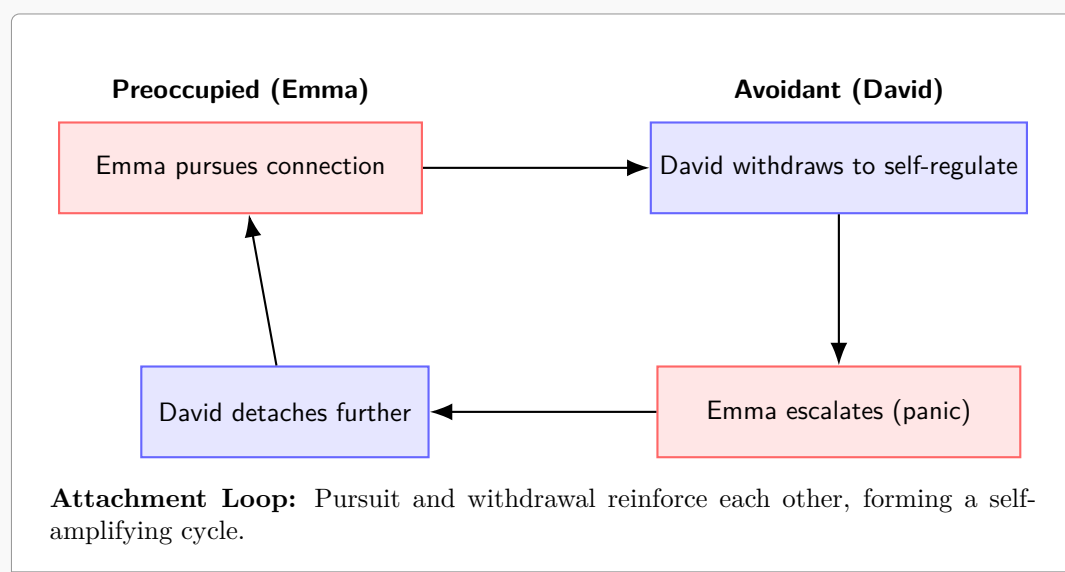 Preoccupied (Emma)
Avoidant (David)
Emma pursues connection
David withdraws to self-regulate
David detaches further
Emma escalates (panic)
Attachment Loop: Pursuit and withdrawal reinforce each other, forming a self-
amplifying cycle.